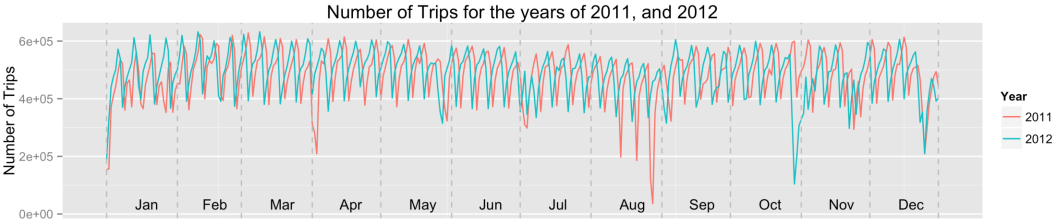 Number of Trips for the years of 2011, and 2012
Number of Trips
6e+05
4e+05
2e+05
0e+00
Jan Feb Mar Apr May Jun Jul Aug Sep Oct Nov Dec
Year
2011
2012